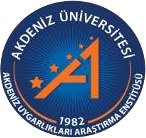 AKDENİZ ÜNİVERSİTESİ
1982
AKDENİZ UYGARLIKLARI ARAŞTIRMA ENSTİTÜSÜ